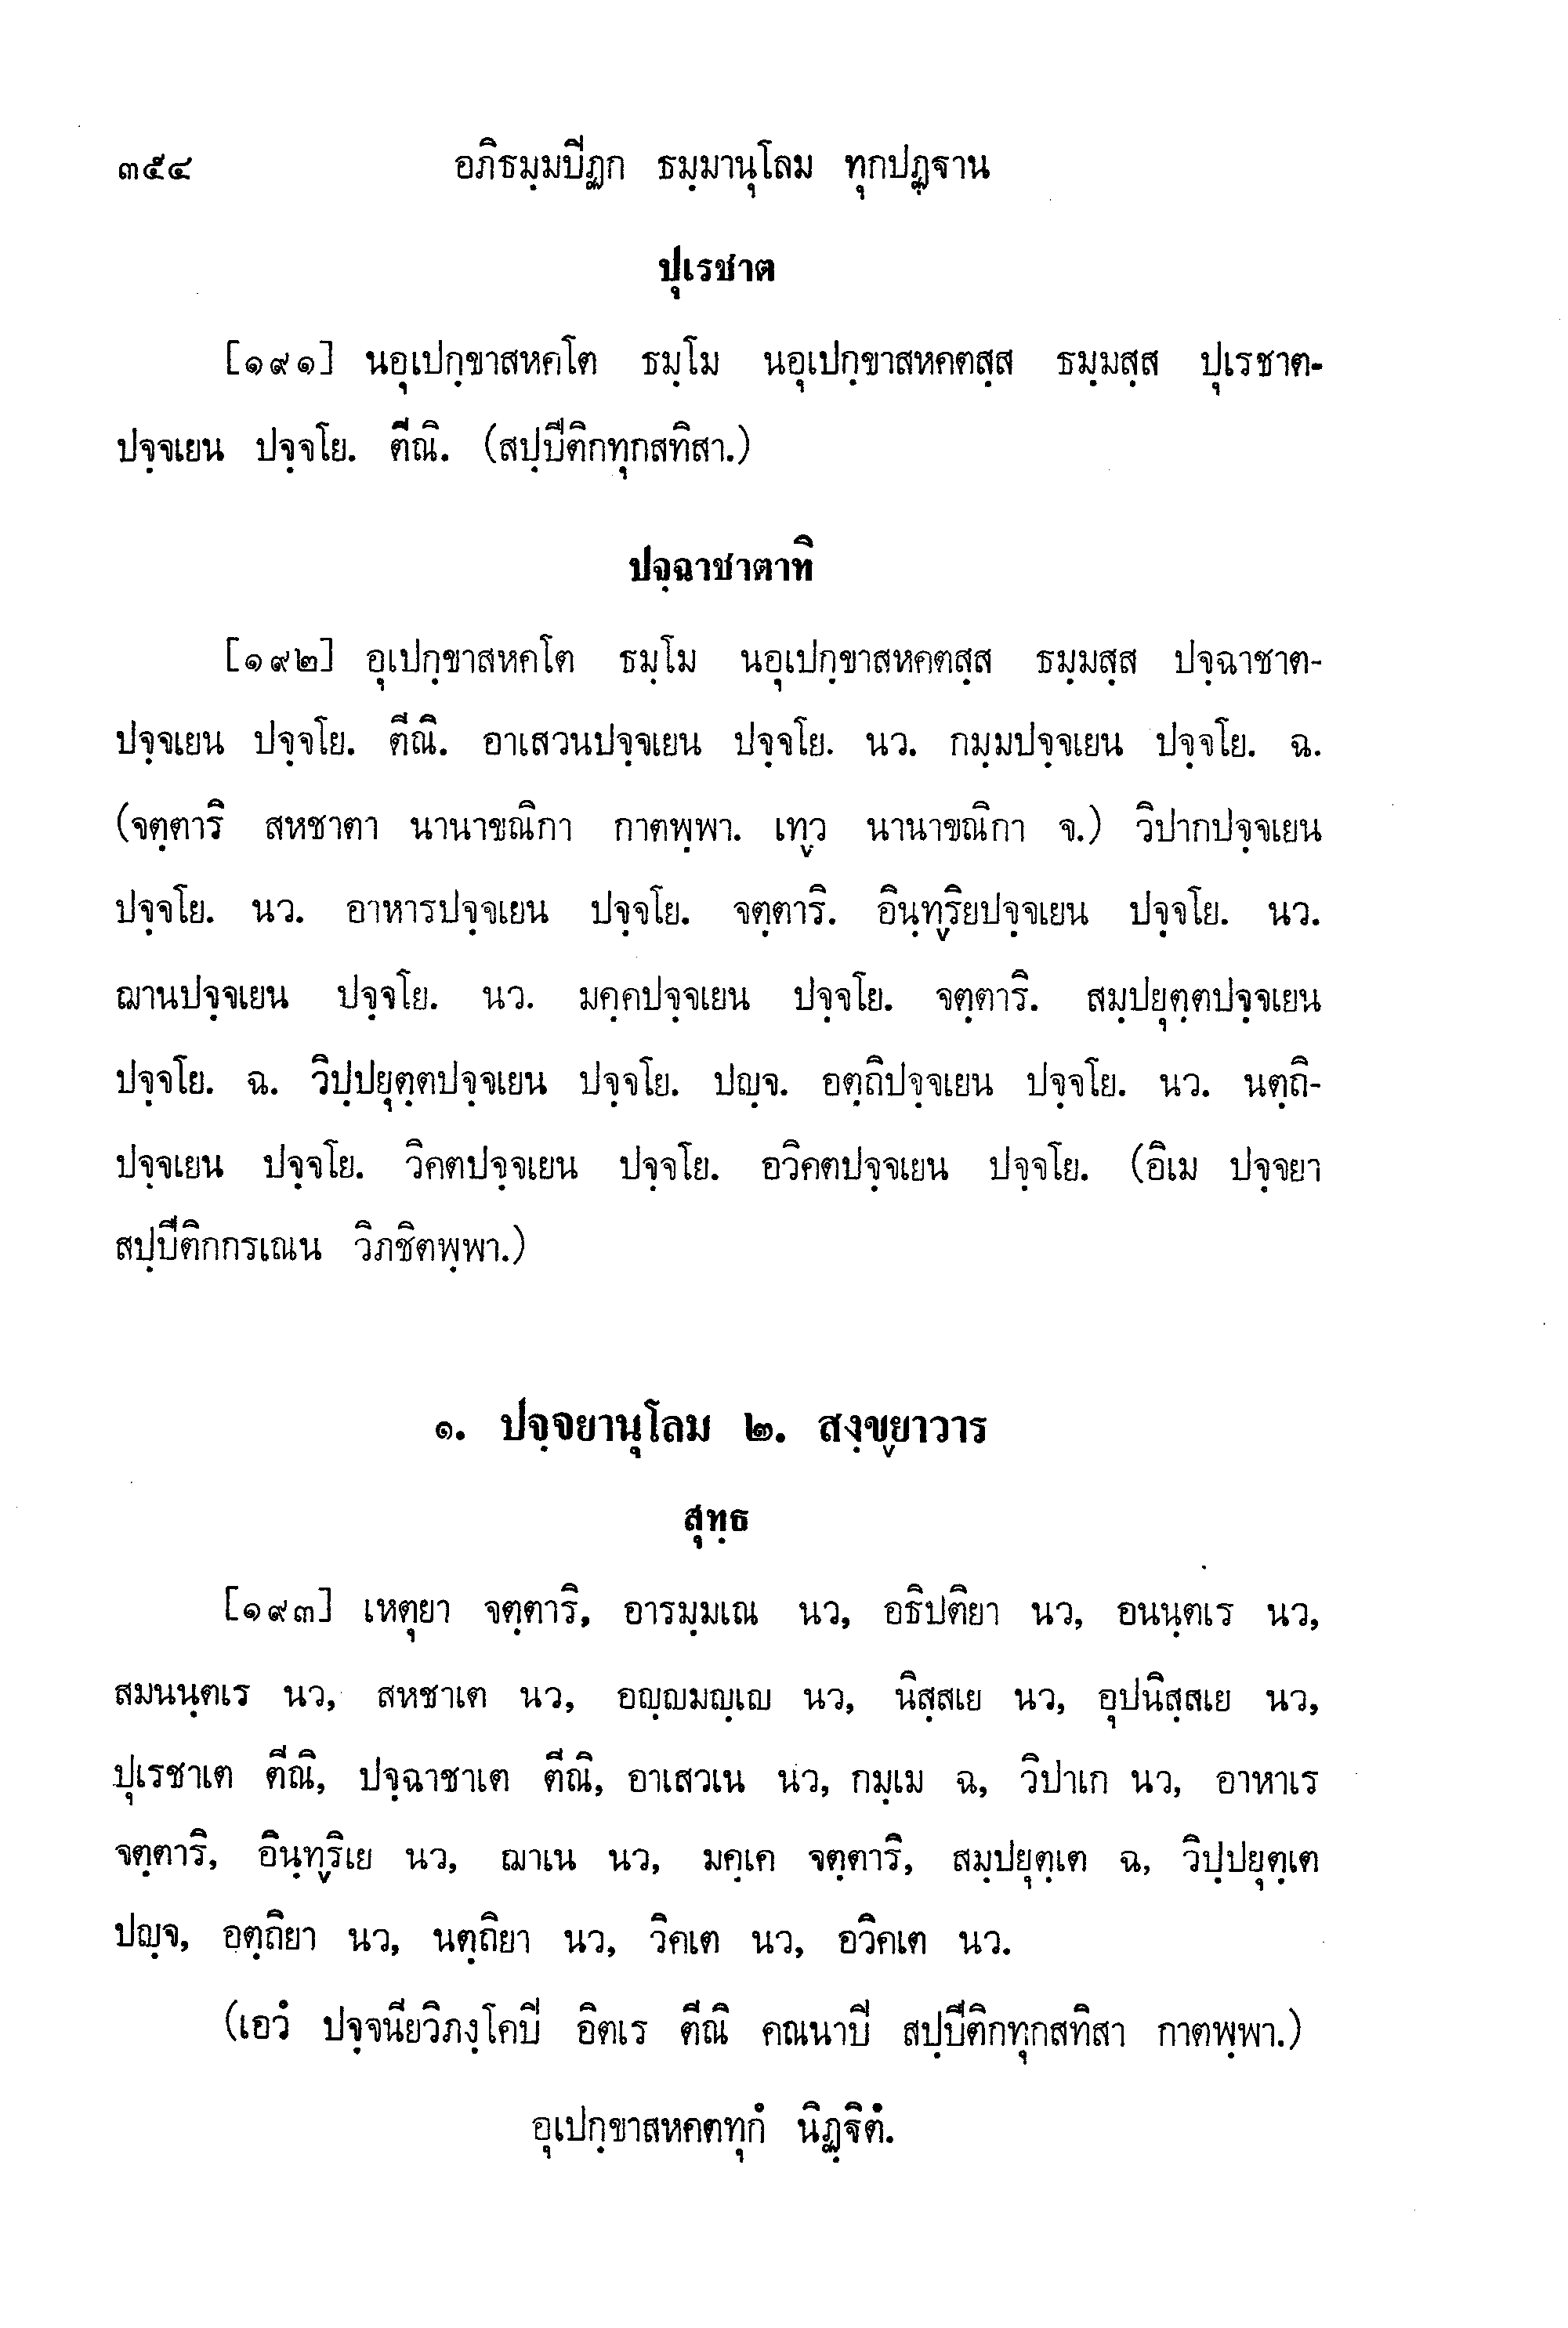 ๓๕๔ อภิธมฺมปิฏก ธมฺมานุโลม ทุกปฏฺฐาน
ปุเรชาต
[๑๙๑] นอุเปกฺขาสหคโต ธมฺโม นอุเปกฺขาสหคตสฺส ธมฺมสฺส ปุเรชาต-
ปจฺจเยน ปจฺจโย. ตีณิ. (สปฺปีติกทุกสทิสา.)
ปจฺฉาชาตาทิ
[๑๙๒] อุเปกฺขาสหคโต ธมฺโม นอุเปกฺขาสหคตสฺส ธมฺมสฺส ปจฺฉาชาต-
ปจฺจเยน ปจฺจโย. ตีณิ. อาเสวนปจฺจเยน ปจฺจโย. นว. กมฺมปจฺจเยน ปจฺจโย. ฉ.
(จตฺตาริ สหชาตา นานาขณิกา กาตพฺพา. เทฺว นานาขณิกา จ.) วิปากปจฺจเยน
ปจฺจโย. นว. อาหารปจฺจเยน ปจฺจโย. จตฺตาริ. อินฺทฺริยปจฺจเยน ปจฺจโย. นว.
ฌานปจฺจเยน ปจฺจโย. นว. มคฺคปจฺจเยน ปจฺจโย. จตฺตาริ. สมฺปยุตฺตปจฺจเยน
ปจฺจโย. ฉ. วิปฺปยุตฺตปจฺจเยน ปจฺจโย. ปญฺจ. อตฺถิปจฺจเยน ปจฺจโย. นว. นตฺถิ-
ปจฺจเยน ปจฺจโย. วิคตปจฺจเยน ปจฺจโย. อวิคตปจฺจเยน ปจฺจโย. (อิเม ปจฺจยา
สปฺปีติกกรเณน วิภชิตพฺพา.)
๑. ปจฺจยานุโลม ๒. สงฺขฺยาวาร
สุทฺธ
[๑๙๓] เหตุยา จตฺตาริ, อารมฺมเณ นว, อธิปติยา นว, อนนฺตเร นว,
สมนนฺตเร นว, สหชาเต นว, อญฺญมญฺเญ นว, นิสฺสเย นว, อุปนิสฺสเย นว,
ปุเรชาเต ตีณิ, ปจฺฉาชาเต ตีณิ, อาเสวเน นว, กมฺเม ฉ, วิปาเก นว, อาหาเร
จตฺตาริ, อินฺทฺริเย นว, ฌาเน นว, มคฺเค จตฺตาริ, สมฺปยุตฺเต ฉ, วิปฺปยุตฺเต
ปญฺจ, อตฺถิยา นว, นตฺถิยา นว, วิคเต นว, อวิคเต นว.
(เอวํ ปจฺจนียวิภงฺโคปิ อิตเร ตีณิ คณนาปิ สปฺปีติกทุกสทิสา กาตพฺพา.)
อุเปกฺขาสหคตทุกํ นิฏฺฐิตํ.